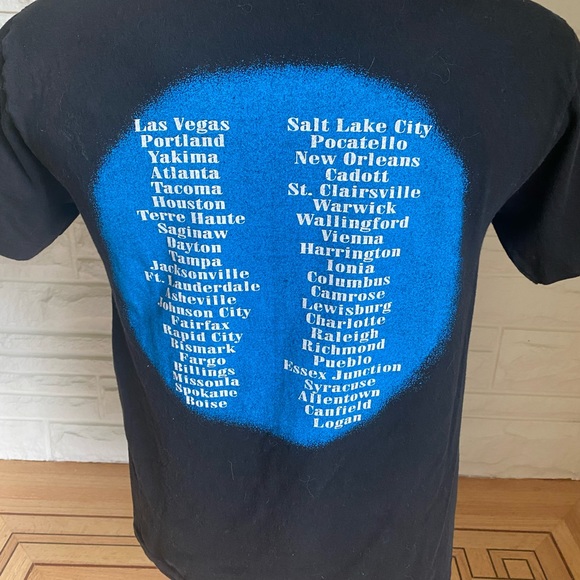 Las Vegas
Portland
Yakima
Atlanta
Tacoma
Houston
Terre Haute
Saginaw
Dayton
Tampa
Jacksonville
Ft. Lauderdale
Asheville
Johnson City
Fairfax
Rapid City
Bismark
Fargo
Billings
Missoula
Spokane
Boise
Salt Lake City
Pocatello
New Orleans
Cadott
St. Clairsville
Warwick
Wallingford
Vienna
Harrington
Ionia
Columbus
Camrose
Lewisburg
Charlotte
Raleigh
Richmond
Pueblo
Essex Junction
Syracuse
Allentown
Canfield
Logan